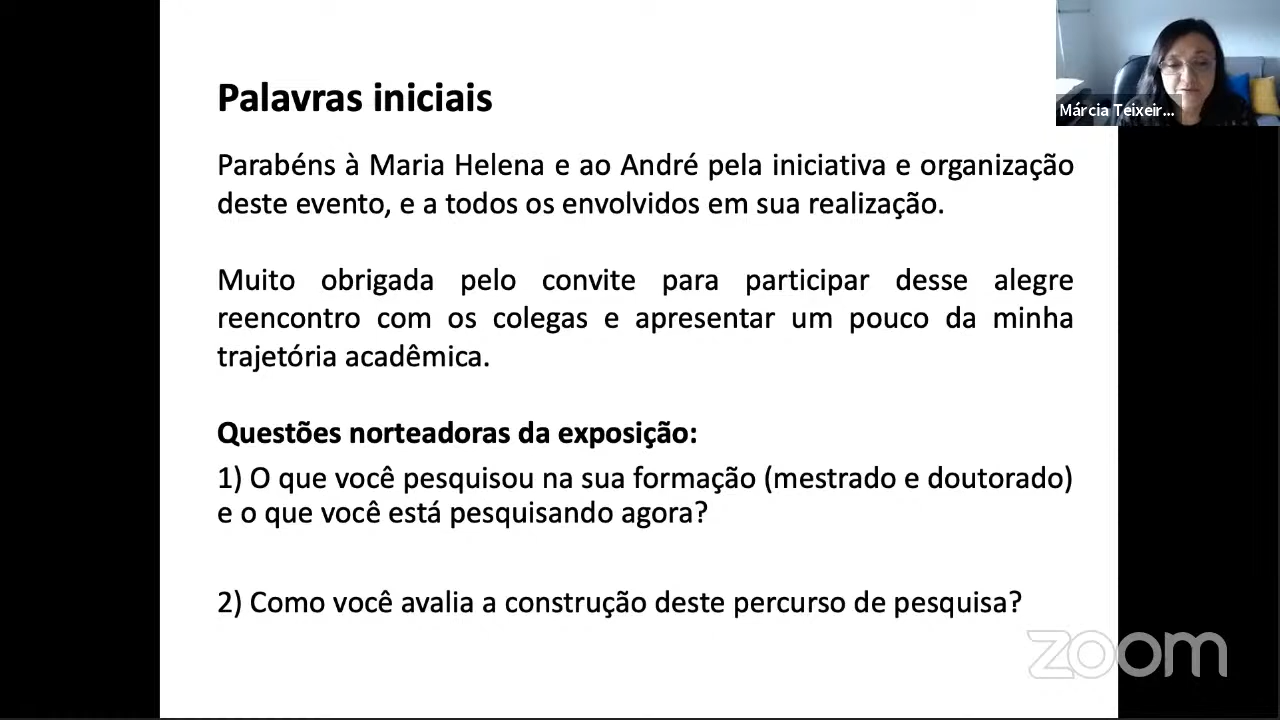 Palavras iniciais
Márcia Teixeir...
Parabéns à Maria Helena e ao André pela iniciativa e organização
deste evento, e a todos os envolvidos em sua realização.
Muito obrigada pelo convite para participar desse alegre
reencontro com os colegas e apresentar um pouco da minha
trajetória acadêmica.
Questões norteadoras da exposição:
1) O que você pesquisou na sua formação (mestrado e doutorado)
e o que você está pesquisando agora?
2) Como você avalia a construção deste percurso de pesquisa?
zoom